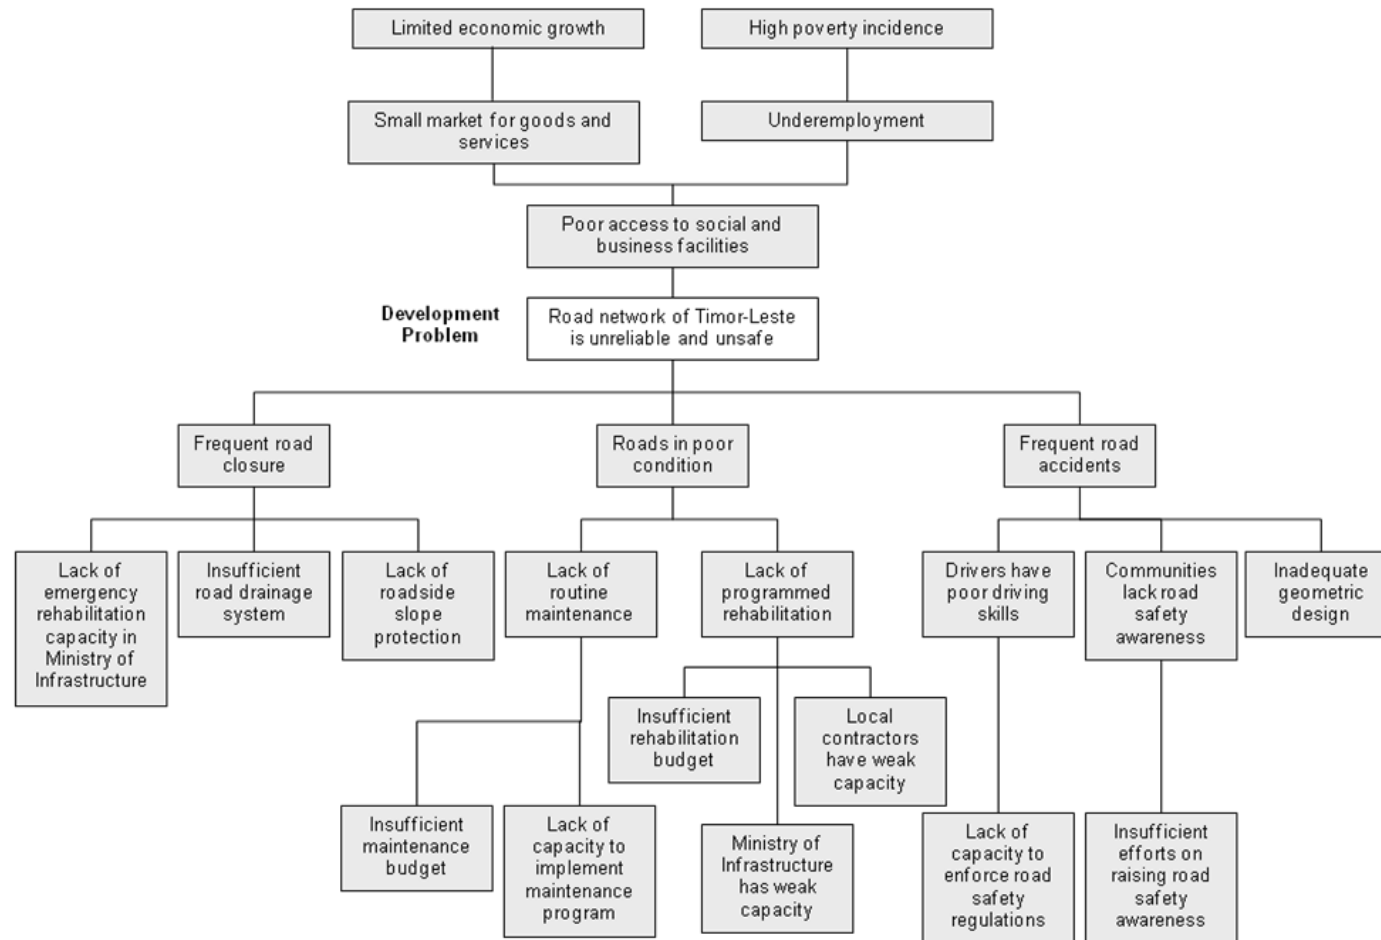 Limited economic growth
High poverty incidence
Small market for goods and
services
Underemployment
Poor access to social and
business facilities
Development
Problem
Road network of Timor-Leste
is unreliable and unsafe
Frequent road
closure
Roads in poor
condition
Frequent road
accidents
Lack of
emergency
rehabilitation
capacity in
Ministry of
Infrastructure
Insufficient
road drainage
system
Lack of
roadside
slope
protection
Lack of
routine
maintenance
Lack of
programmed
rehabilitation
Drivers have
poor driving
skills
Communities
lack road
safety
awareness
Inadequate
geometric
design
Insufficient
rehabilitation
budget
Local
contractors
have weak
capacity
Insufficient
maintenance
budget
Lack of
capacity to
implement
maintenance
program
Ministry of
Infrastructure
has weak
capacity
Lack of
capacity to
enforce road
safety
regulations
Insufficient
efforts on
raising road
safety
awareness